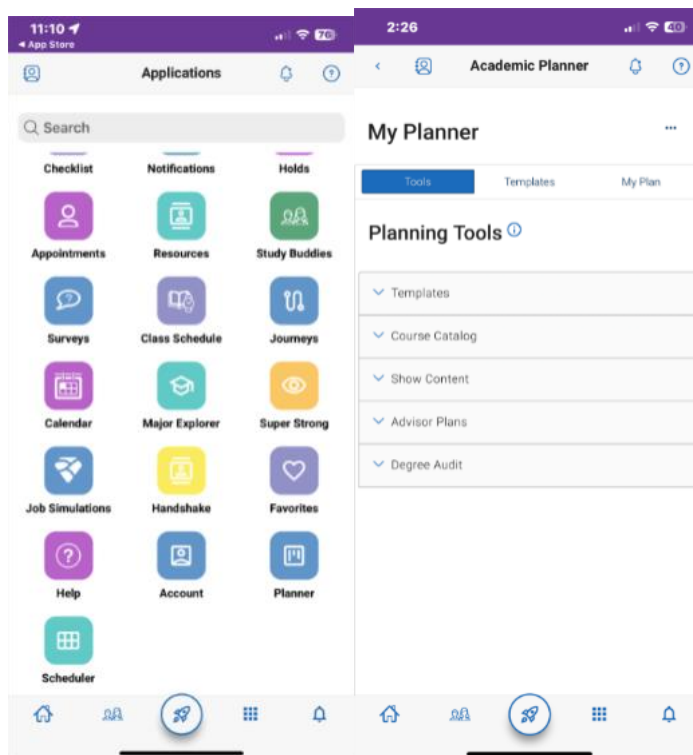 11:10
70
◀ App Store
Applications
Search
Checklist
Notifications
Holds
Appointments
Resources
Study Buddies
Surveys
Class Schedule
Journeys
Calendar
Major Explorer
Super Strong
Job Simulations
Handshake
Favorites
Help
Account
Planner
Scheduler
2:26
40
Academic Planner
My Planner
Tools
Templates
My Plan
Planning Tools
Templates
Course Catalog
Show Content
Advisor Plans
Degree Audit